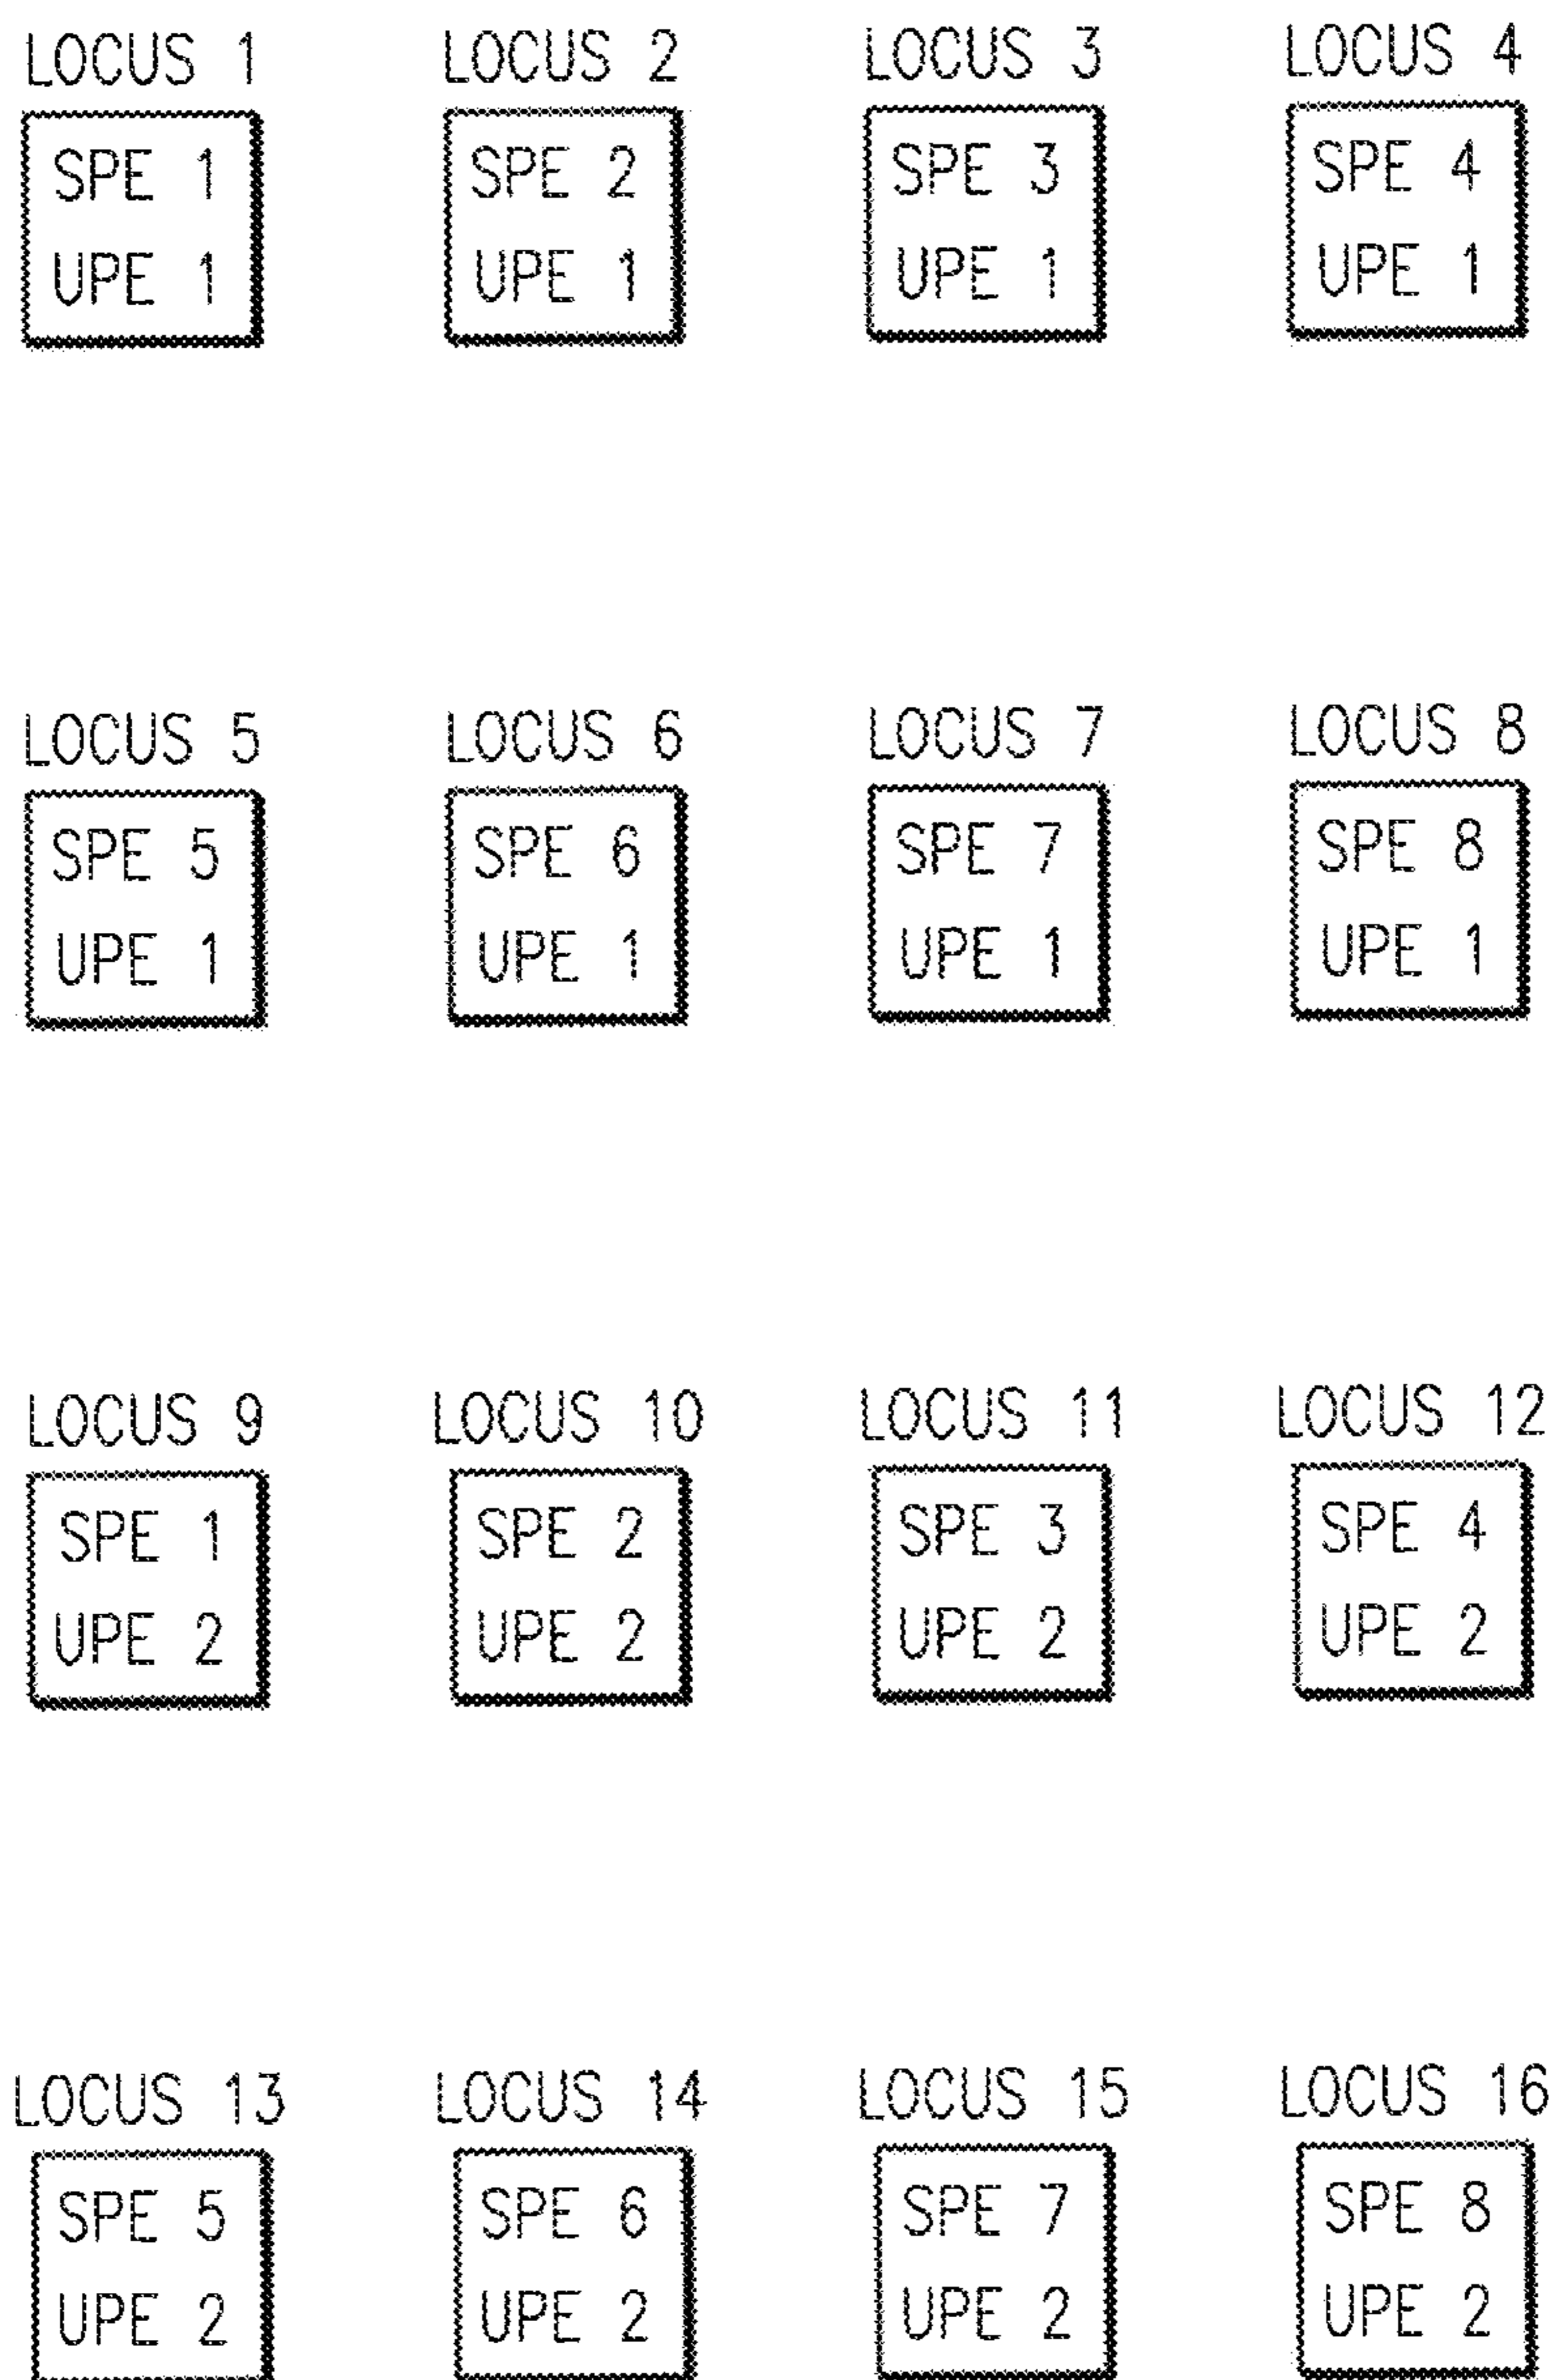 LOCUS 1 LOCUS 2 LOCUS 3 LOCUS 4
SPE 1 SPE 2 SPE 3 SPE 4
UPE 1 UPE 1 UPE 1 UPE 1
LOCUS 5 LOCUS 6 LOCUS 7 LOCUS 8
SPE 5 SPE 6 SPE 7 SPE 8
UPE 1 UPE 1 UPE 1 UPE 1
LOCUS 9 LOCUS 10 LOCUS 11 LOCUS 12
SPE 1 SPE 2 SPE 3 SPE 4
UPE 2 UPE 2 UPE 2 UPE 2
LOCUS 13 LOCUS 14 LOCUS 15 LOCUS 16
SPE 5 SPE 6 SPE 7 SPE 8
UPE 2 UPE 2 UPE 2 UPE 2